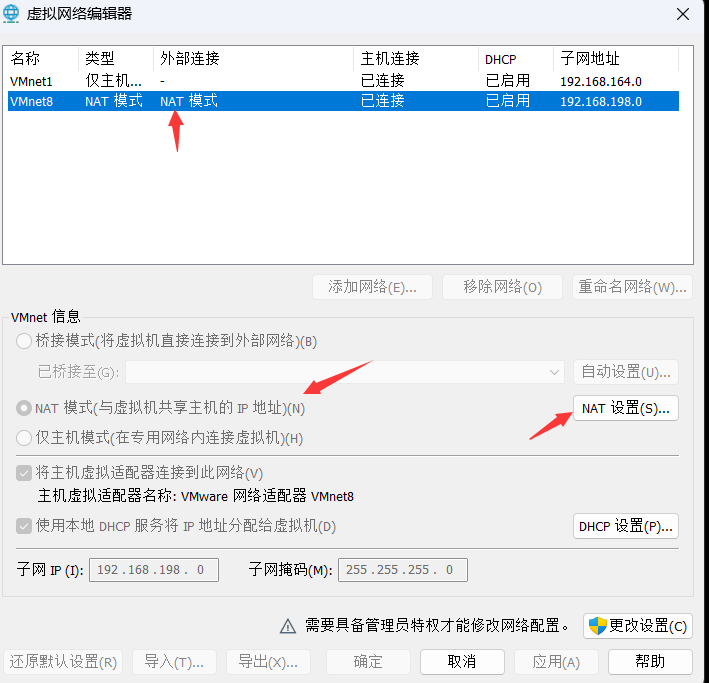 虚拟网络编辑器
名称 类型 外部连接 主机连接 DHCP 子网地址
VMnet1 仅主机... - 已连接 已启用 192.168.164.0
VMnet8 NAT 模式 NAT 模式 已连接 已启用 192.168.198.0
添加网络(E)... 移除网络(O) 重命名网络(W)...
VMnet 信息
桥接模式(将虚拟机直接连接到外部网络)(B)
已桥接至(G): 自动设置(U)...
NAT 模式(与虚拟机共享主机的 IP 地址)(N) NAT 设置(S)...
仅主机模式(在专用网络内连接虚拟机)(H)
将主机虚拟适配器连接到此网络(V)
主机虚拟适配器名称: VMware 网络适配器 VMnet8
使用本地 DHCP 服务将 IP 地址分配给虚拟机(D) DHCP 设置(P)...
子网 IP (I): 192 . 168 . 198 . 0 子网掩码(M): 255 . 255 . 255 . 0
需要具备管理员特权才能修改网络配置。 更改设置(C)
还原默认设置(R) 导入(T)... 导出(X)... 确定 取消 应用(A) 帮助